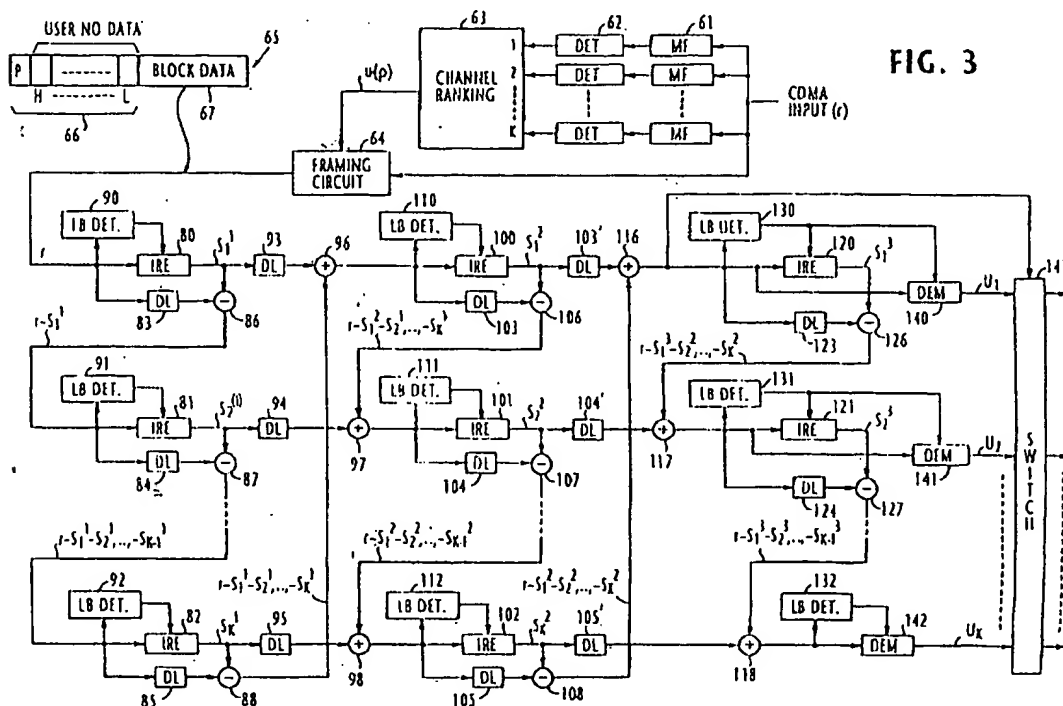 FIG. 3
USER NO DATA
65
P
BLOCK DATA
H L
66
67
63
CHANNEL RANKING
1
2
K
62
61
DET MF
DET MF
DET MF
CDMA INPUT (r)
u(p)
64
FRAMING CIRCUIT
90
LB DET.
80
r
IRE
S₁¹
93
DL
96
+
DL
83
−
86
r-S₁¹
110
LB DET.
100
IRE
S₁²
103'
DL
116
+
DL
103
−
106
r-S₁²-S₂¹,..,-Sₖ¹
130
LB DET.
120
IRE
S₁³
DEM
140
U₁
DL
123
−
126
r-S₁³-S₂²,..,-Sₖ²
14
SWITCH
91
LB DET.
81
IRE
S₂⁽¹⁾
94
DL
+
97
DL
84
−
87
111
LB DET.
101
IRE
S₂²
104'
DL
+
117
DL
104
−
107
131
LB DET.
121
IRE
S₂³
DEM
141
U₂
DL
124
−
127
r-S₁¹-S₂¹,..,-Sₖ₋₁¹
r-S₁¹-S₂¹,..,-Sₖ¹
r-S₁²-S₂²,..,-Sₖ₋₁²
r-S₁²-S₂²,..,-Sₖ²
r-S₁³-S₂³,..,-Sₖ₋₁³
92
LB DET.
82
IRE
Sₖ¹
95
DL
+
98
DL
85
−
88
112
LB DET.
102
IRE
Sₖ²
105'
DL
+
118
DL
105
−
108
132
LB DET.
DEM
142
Uₖ